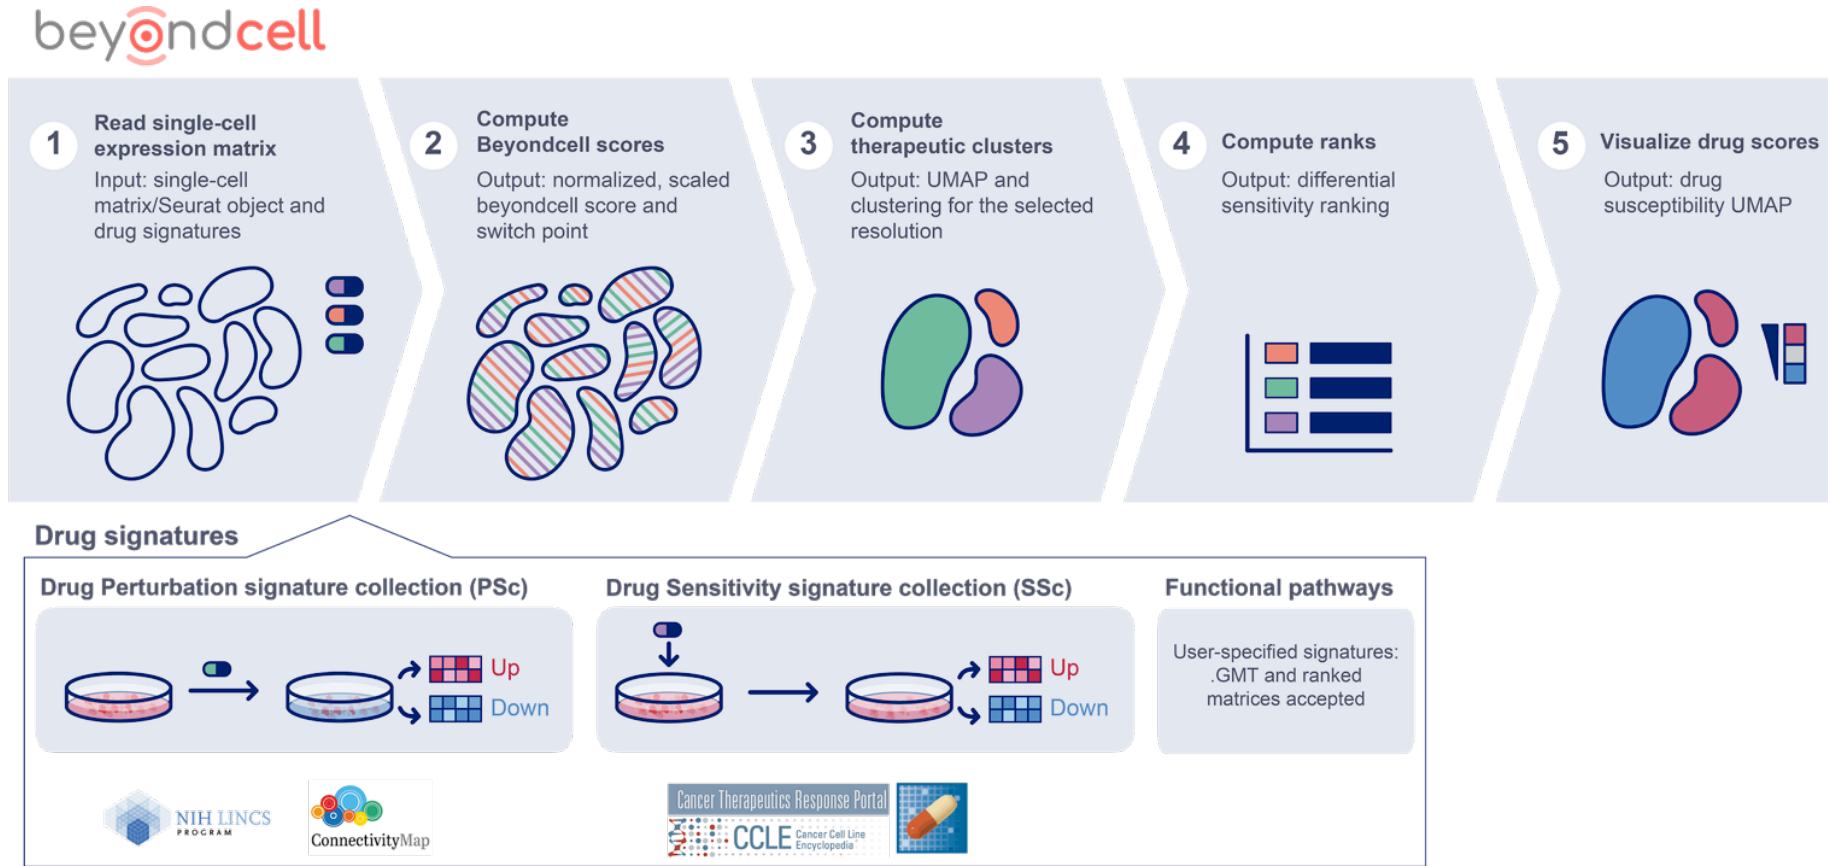 beyondcell
1
Read single-cell
expression matrix
Input: single-cell
matrix/Seurat object and
drug signatures
2
Compute
Beyondcell scores
Output: normalized, scaled
beyondcell score and
switch point
3
Compute
therapeutic clusters
Output: UMAP and
clustering for the selected
resolution
4
Compute ranks
Output: differential
sensitivity ranking
5
Visualize drug scores
Output: drug
susceptibility UMAP
Drug signatures
Drug Perturbation signature collection (PSc)
Up
Down
NIH LINCS
PROGRAM
ConnectivityMap
Drug Sensitivity signature collection (SSc)
Up
Down
Cancer Therapeutics Response Portal
CCLE Cancer Cell Line
Encyclopedia
Functional pathways
User-specified signatures:
.GMT and ranked
matrices accepted